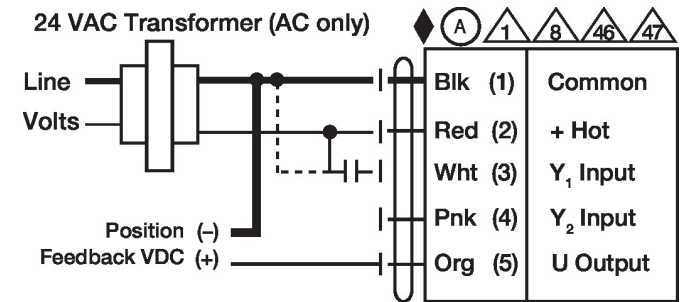 24 VAC Transformer (AC only)
A 1 8 46 47
Line
Volts
Blk (1) Common
Red (2) + Hot
Wht (3) Y1 Input
Pnk (4) Y2 Input
Org (5) U Output
Position (–)
Feedback VDC (+)